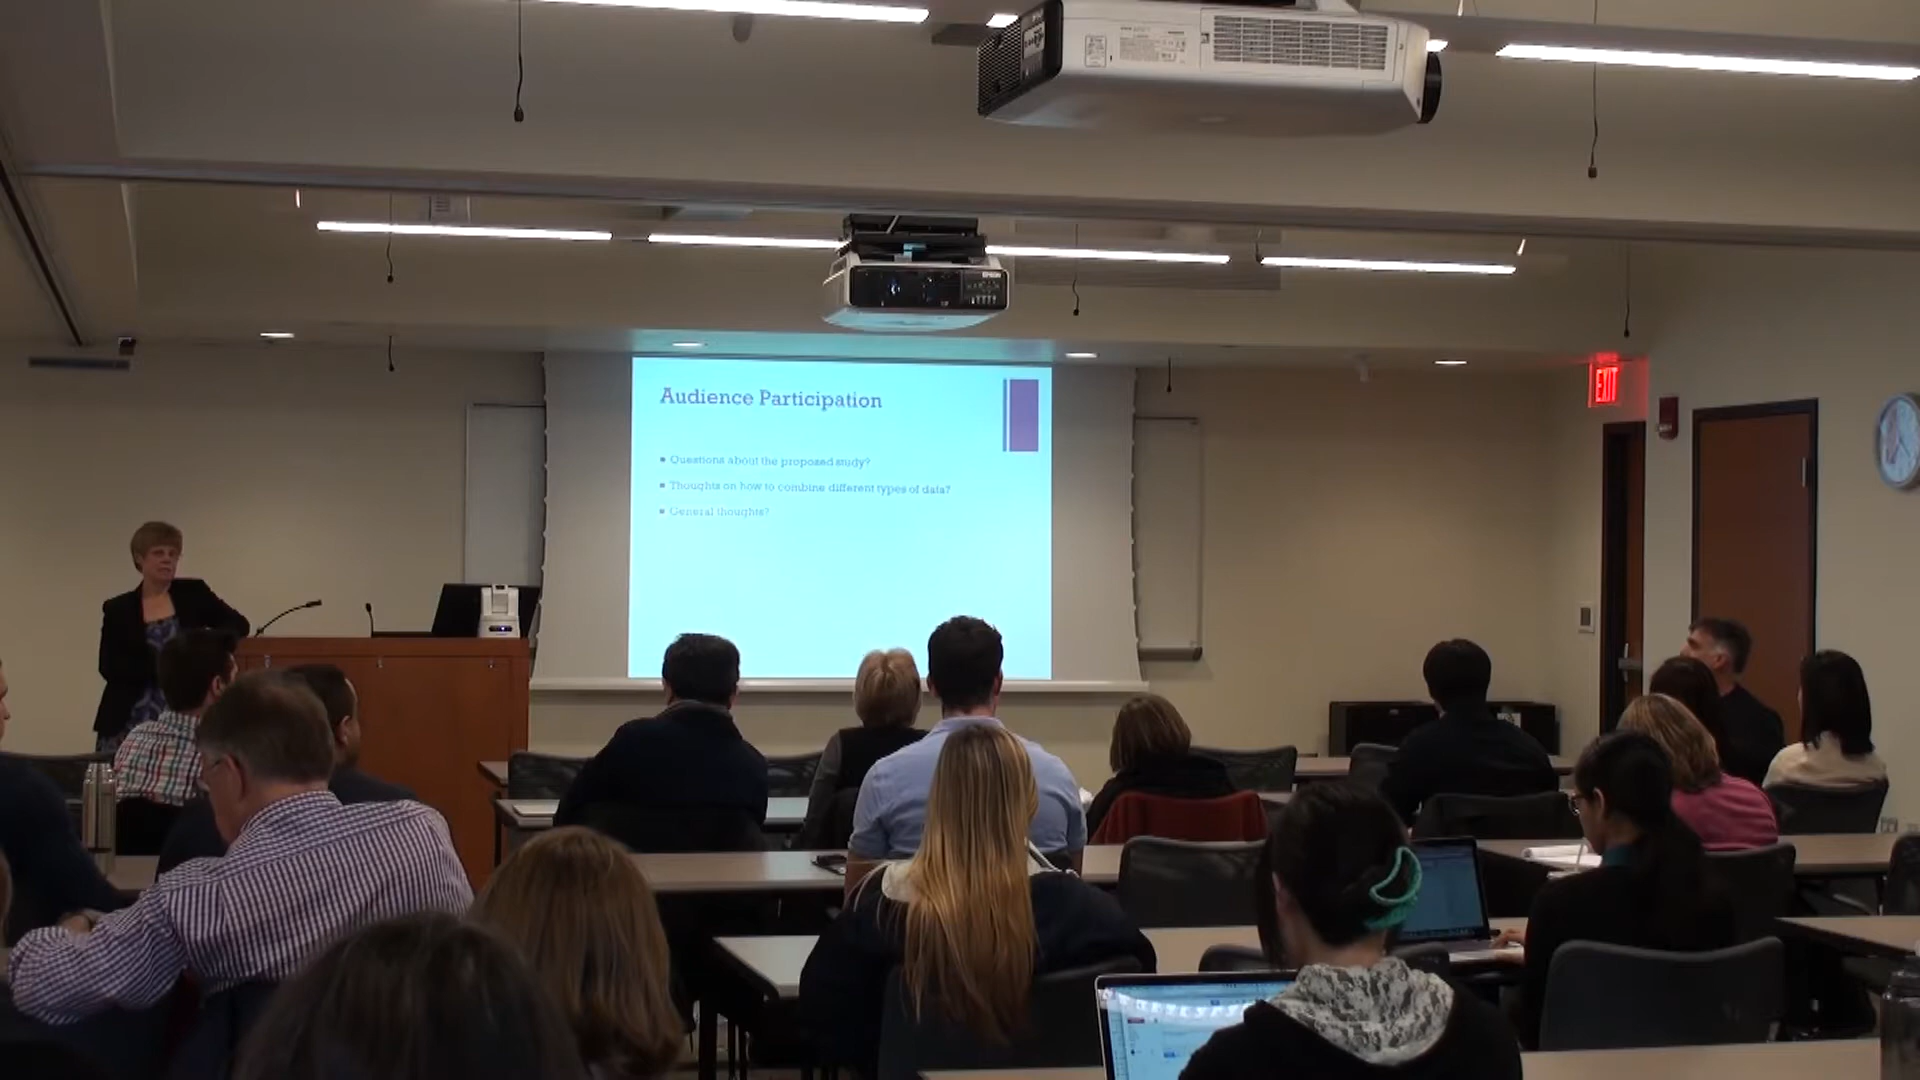 EPSON
Audience Participation
EXIT
Questions about the proposed study?
Thoughts on how to combine different types of data?
General thoughts?